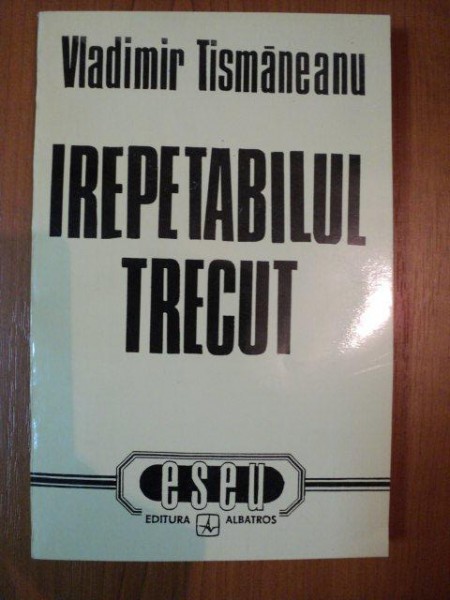 Vladimir Tismăneanu
IREPETABILUL
TRECUT
eseu
EDITURA ALBATROS